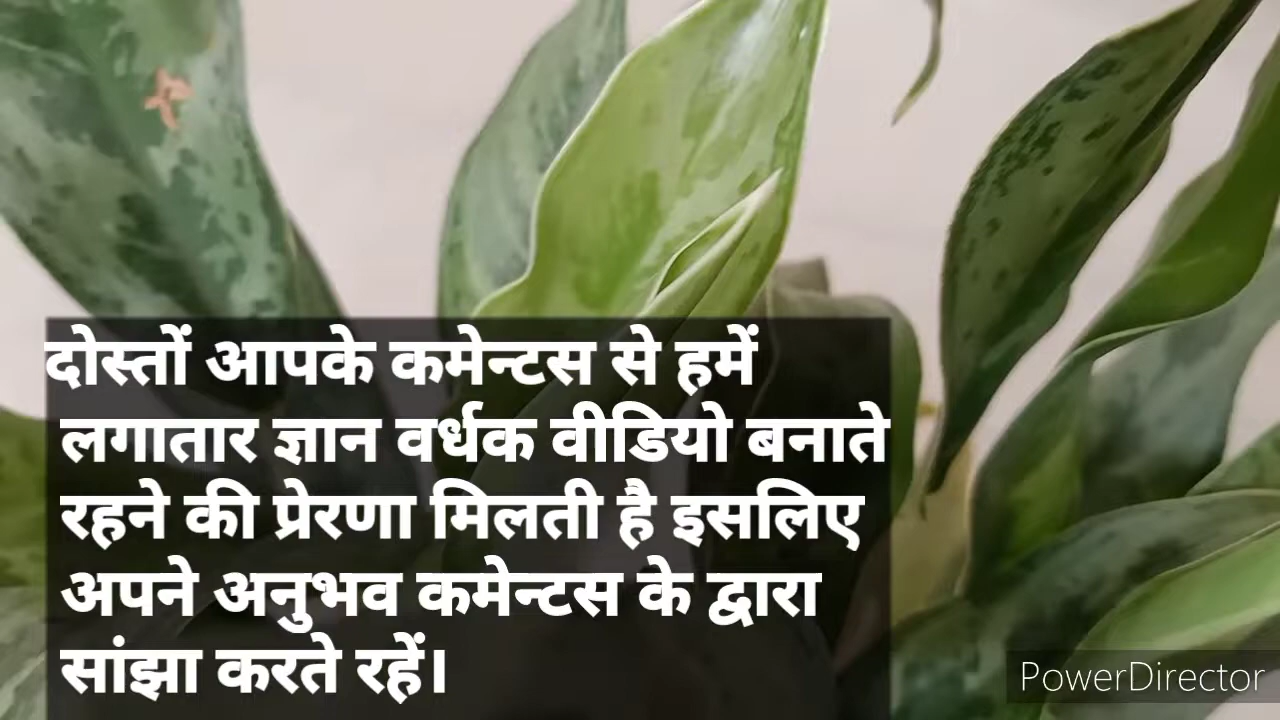 दोस्तों आपके कमेन्टस से हमें
लगातार ज्ञान वर्धक वीडियो बनाते
रहने की प्रेरणा मिलती है इसलिए
अपने अनुभव कमेन्टस के द्वारा
सांझा करते रहें।
PowerDirector